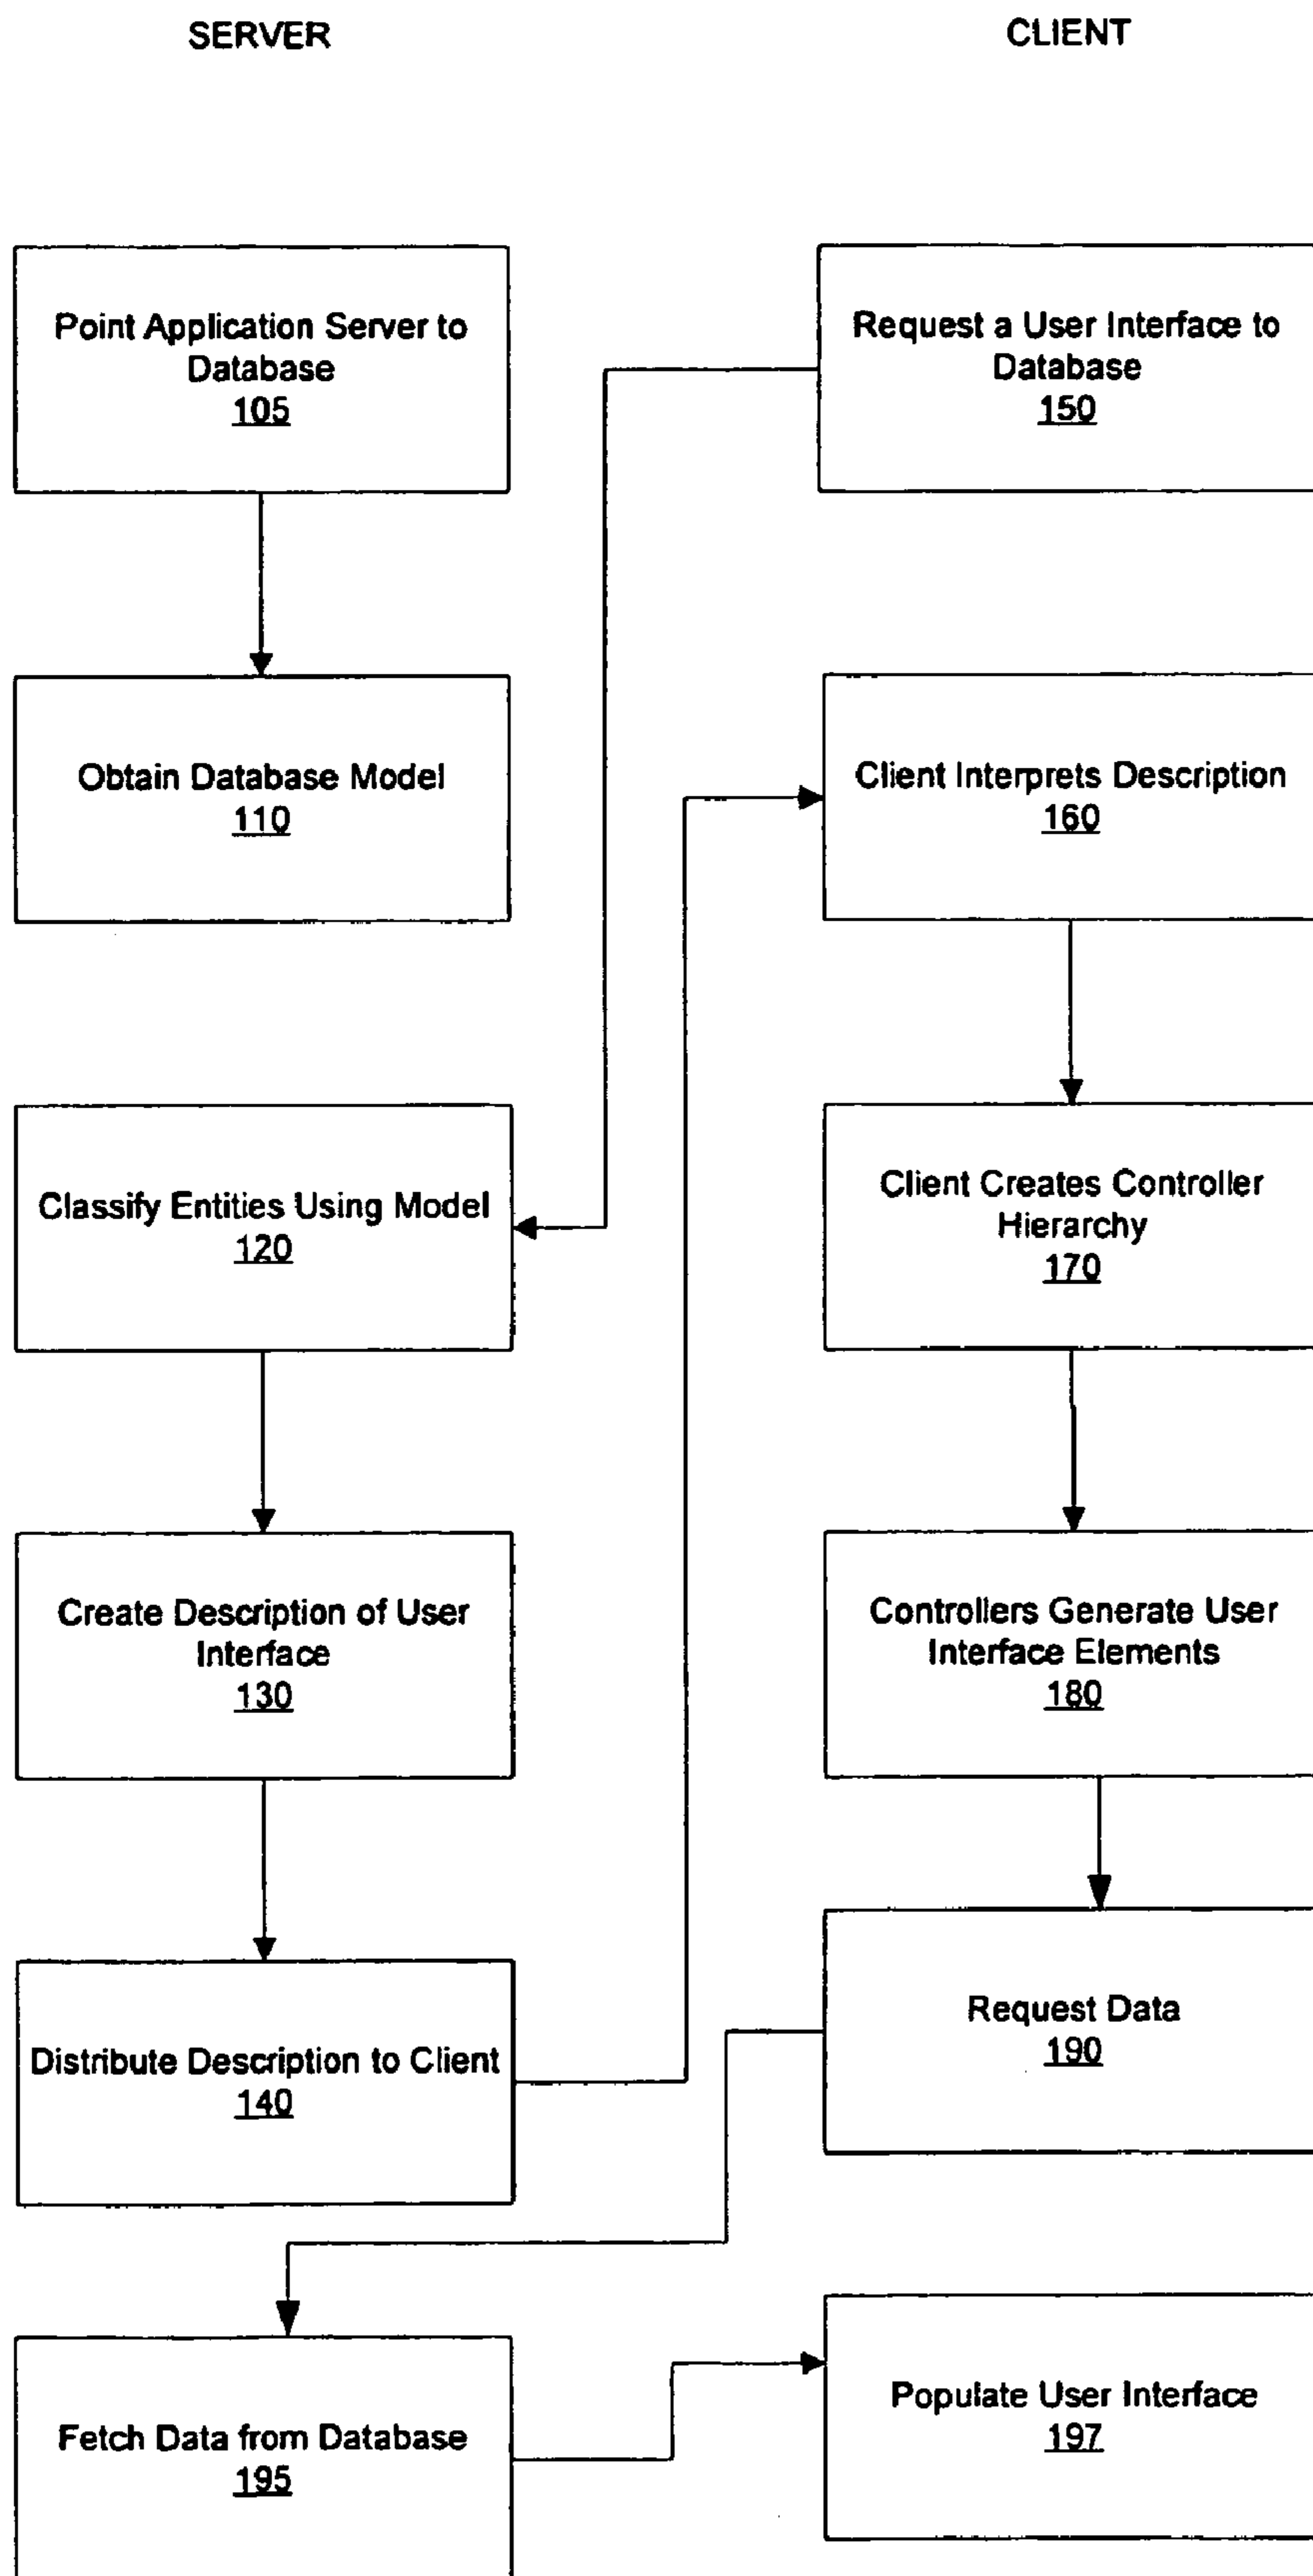 SERVER
CLIENT
Point Application Server to
Database
105
Request a User Interface to
Database
150
Obtain Database Model
110
Client Interprets Description
160
Classify Entities Using Model
120
Client Creates Controller
Hierarchy
170
Create Description of User
Interface
130
Controllers Generate User
Interface Elements
180
Distribute Description to Client
140
Request Data
190
Fetch Data from Database
195
Populate User Interface
197